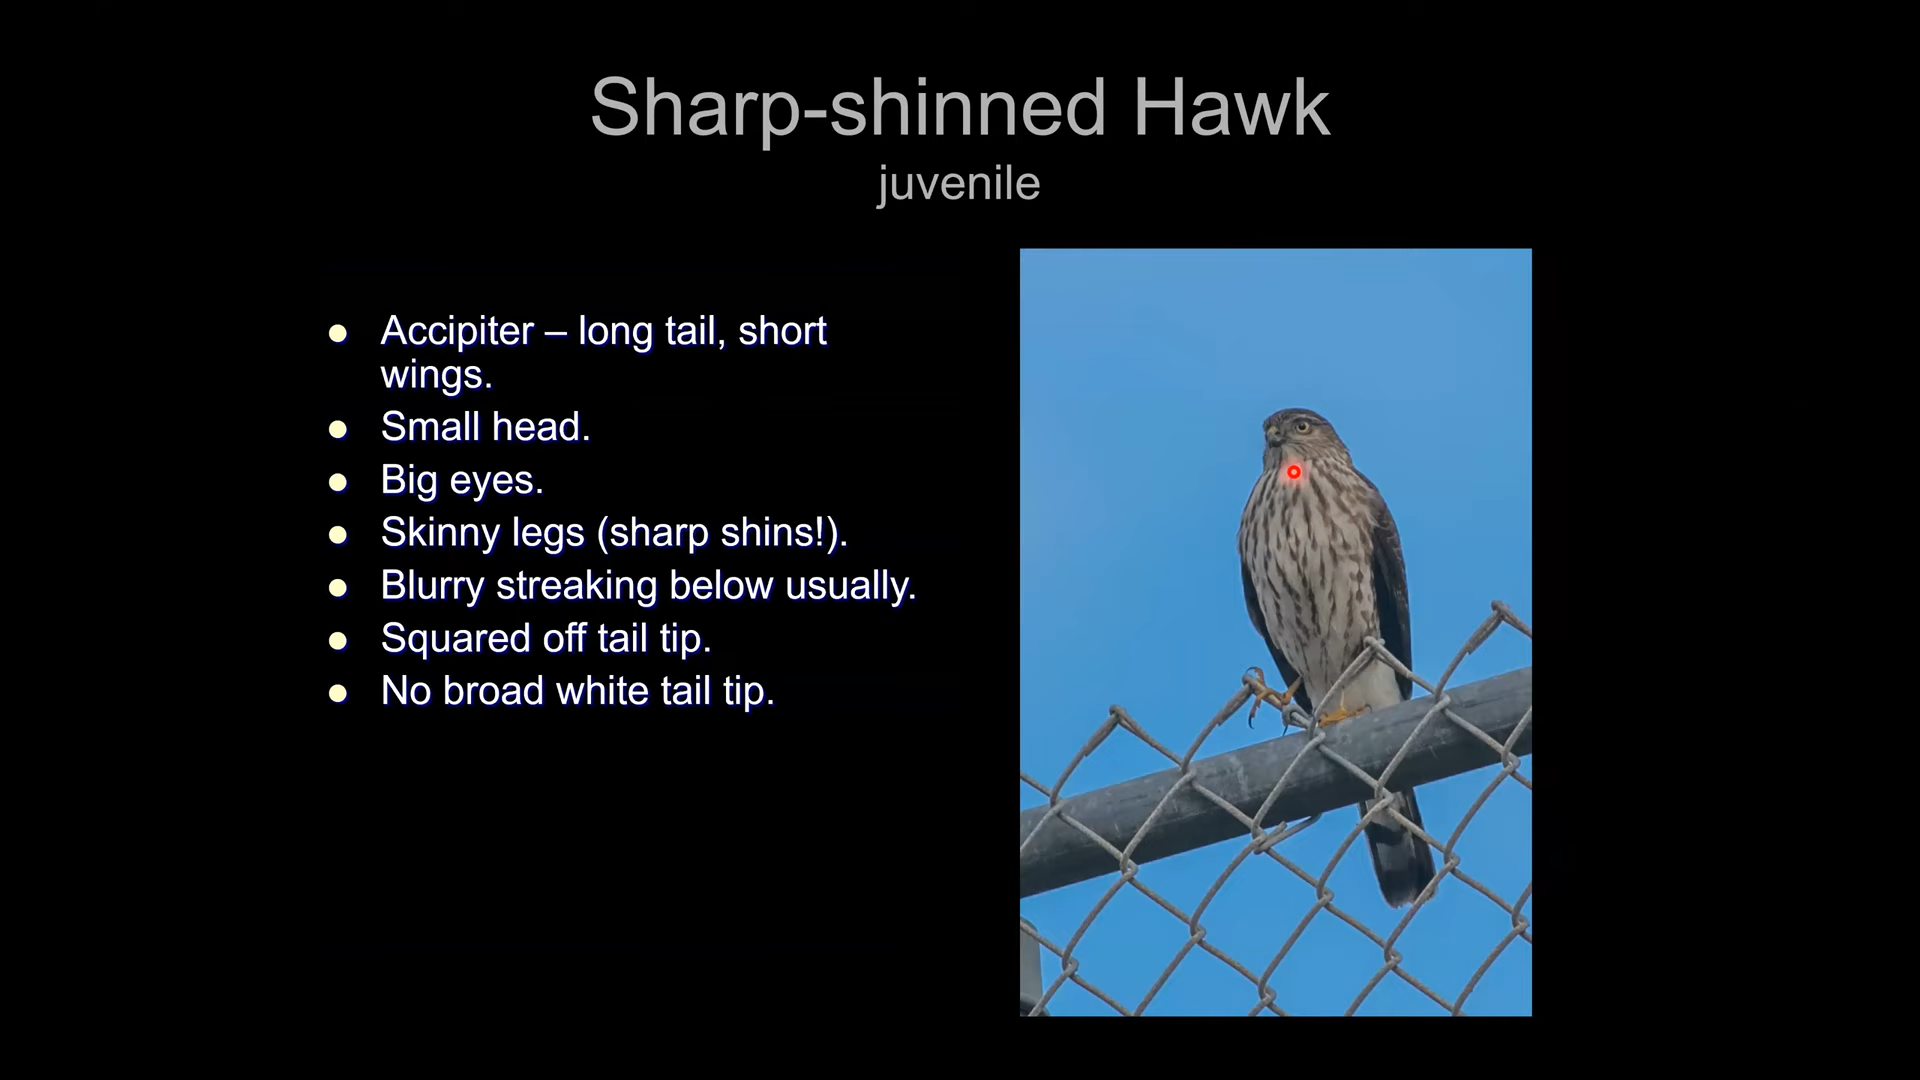 Sharp-shinned Hawk
juvenile
● Accipiter – long tail, short
wings.
● Small head.
● Big eyes.
● Skinny legs (sharp shins!).
● Blurry streaking below usually.
● Squared off tail tip.
● No broad white tail tip.